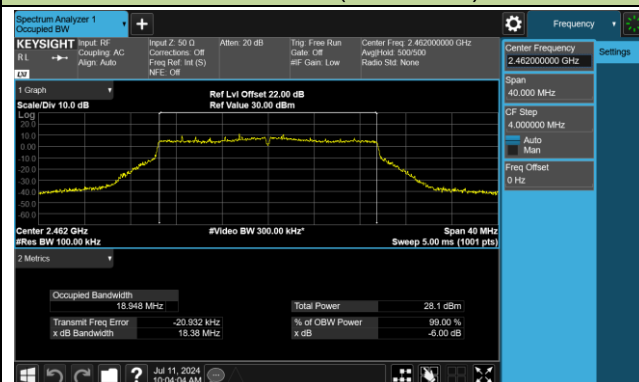 Spectrum Analyzer 1
Occupied BW
Frequency
KEYSIGHT
RL
LXI
Input: RF
Coupling: AC
Align: Auto
Input Z: 50 Ω
Corrections: Off
Freq Ref: Int (S)
NFE: Off
Atten: 20 dB
Trig: Free Run
Gate: Off
#IF Gain: Low
Center Freq: 2.462000000 GHz
Avg|Hold: 500/500
Radio Std: None
Center Frequency
2.462000000 GHz
Settings
Span
40.000 MHz
CF Step
4.000000 MHz
Auto
Man
Freq Offset
0 Hz
1 Graph
Scale/Div 10.0 dB
Ref Lvl Offset 22.00 dB
Ref Value 30.00 dBm
Log
20.0
10.0
0.00
-10.0
-20.0
-30.0
-40.0
-50.0
-60.0
Center 2.462 GHz
#Res BW 100.00 kHz
#Video BW 300.00 kHz*
Span 40 MHz
Sweep 5.00 ms (1001 pts)
2 Metrics
Occupied Bandwidth
18.948 MHz
Total Power 28.1 dBm
Transmit Freq Error -20.932 kHz
% of OBW Power 99.00 %
x dB Bandwidth 18.38 MHz
x dB -6.00 dB
Jul 11, 2024
10:04:04 AM